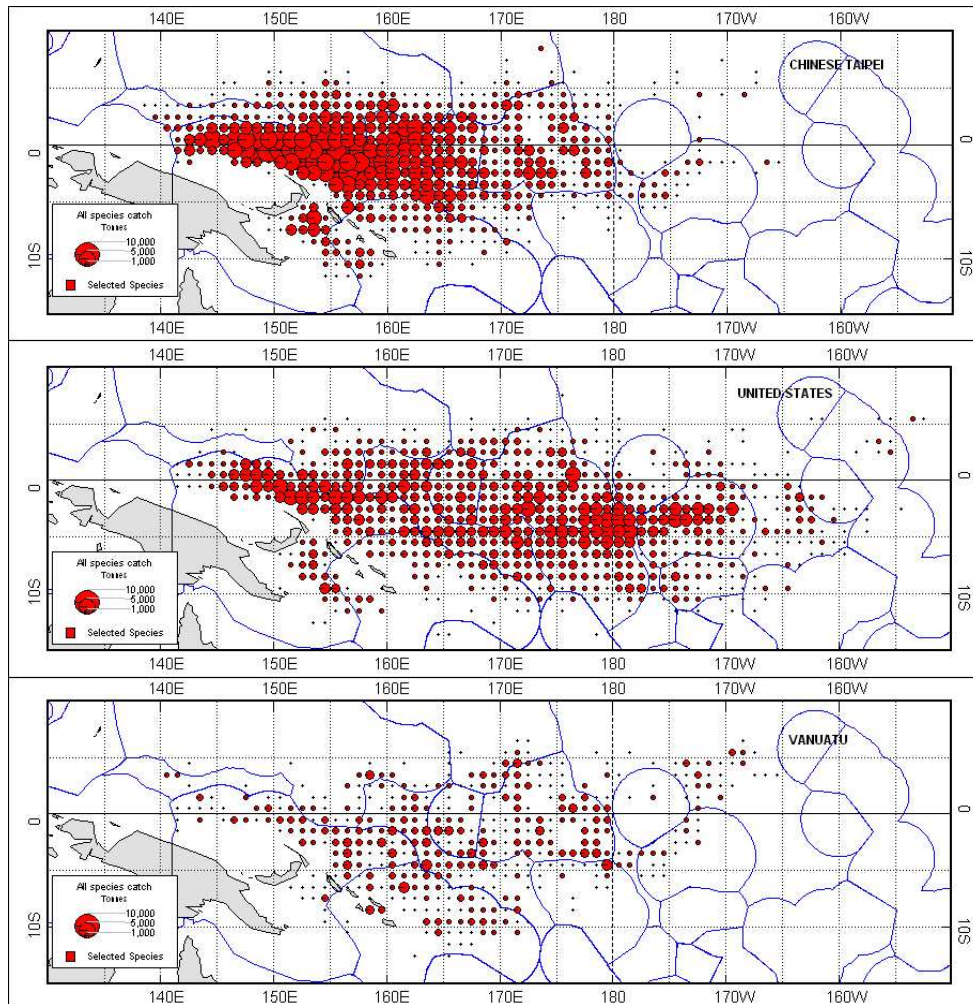 140E 150E 160E 170E 180 170W 160W
CHINESE TAIPEI
0 0
All species catch
Tonnes
10,000
5,000
1,000
Selected Species
10S 10S
140E 150E 160E 170E 180 170W 160W
140E 150E 160E 170E 180 170W 160W
UNITED STATES
0 0
All species catch
Tonnes
10,000
5,000
1,000
Selected Species
10S 10S
140E 150E 160E 170E 180 170W 160W
140E 150E 160E 170E 180 170W 160W
VANUATU
0 0
All species catch
Tonnes
10,000
5,000
1,000
Selected Species
10S 10S
140E 150E 160E 170E 180 170W 160W